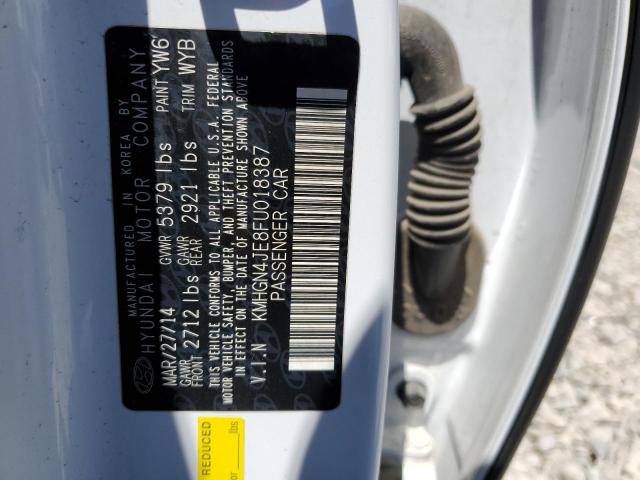 MANUFACTURED IN KOREA BY
HYUNDAI MOTOR COMPANY
MAR/27/14 GVWR 5379 lbs PAINT YW6
GAWR FRONT 2712 lbs GAWR REAR 2921 lbs TRIM WYB
THIS VEHICLE CONFORMS TO ALL APPLICABLE U.S.A. FEDERAL
MOTOR VEHICLE SAFETY, BUMPER, AND THEFT PREVENTION STANDARDS
IN EFFECT ON THE DATE OF MANUFACTURE SHOWN ABOVE
V.I.N KMHGN4JE8FU018387
PASSENGER CAR
REDUCED
or ____lbs